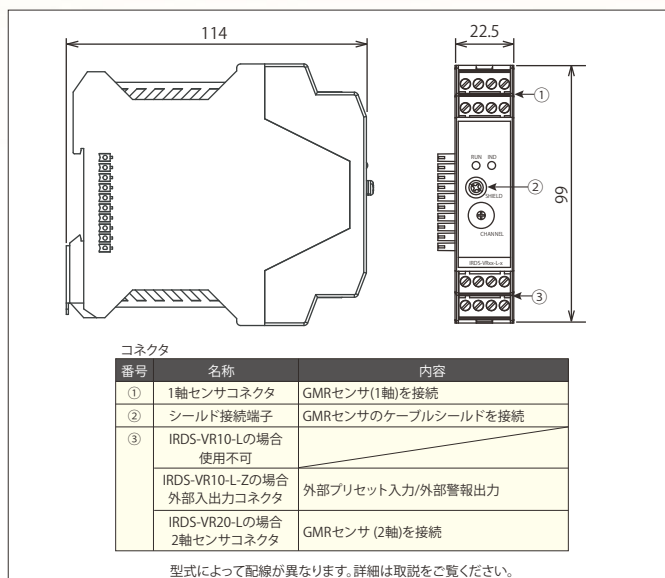 114
22.5
①
RUN IND
②
SHIELD
CHANNEL
99
IRDS-VRxx-L-x
③
コネクタ
番号 名称 内容
① 1軸センサコネクタ GMRセンサ(1軸)を接続
② シールド接続端子 GMRセンサのケーブルシールドを接続
③ IRDS-VR10-Lの場合
使用不可
IRDS-VR10-L-Zの場合
外部入出力コネクタ 外部プリセット入力/外部警報出力
IRDS-VR20-Lの場合
2軸センサコネクタ GMRセンサ (2軸)を接続
型式によって配線が異なります。詳細は取説をご覧ください。